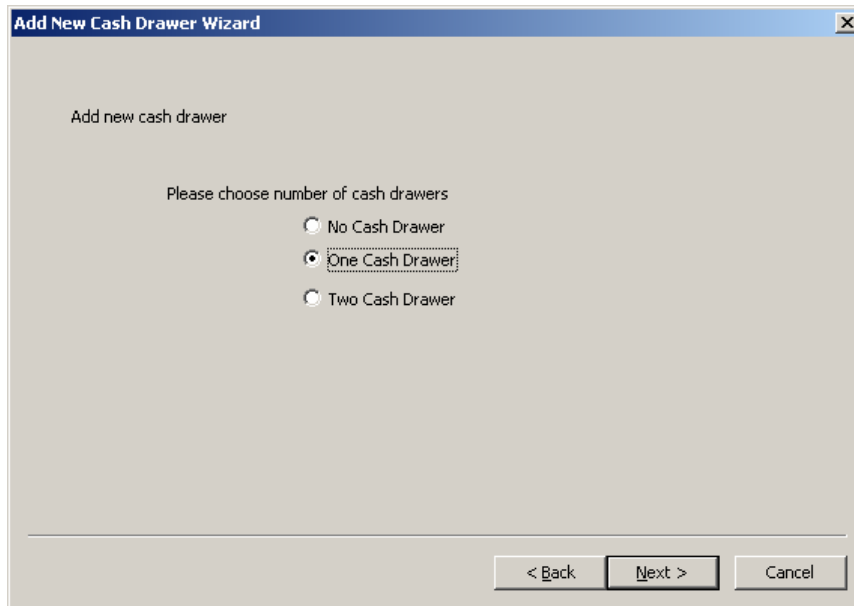 Add New Cash Drawer Wizard
Add new cash drawer
Please choose number of cash drawers
No Cash Drawer
One Cash Drawer
Two Cash Drawer
< Back Next > Cancel